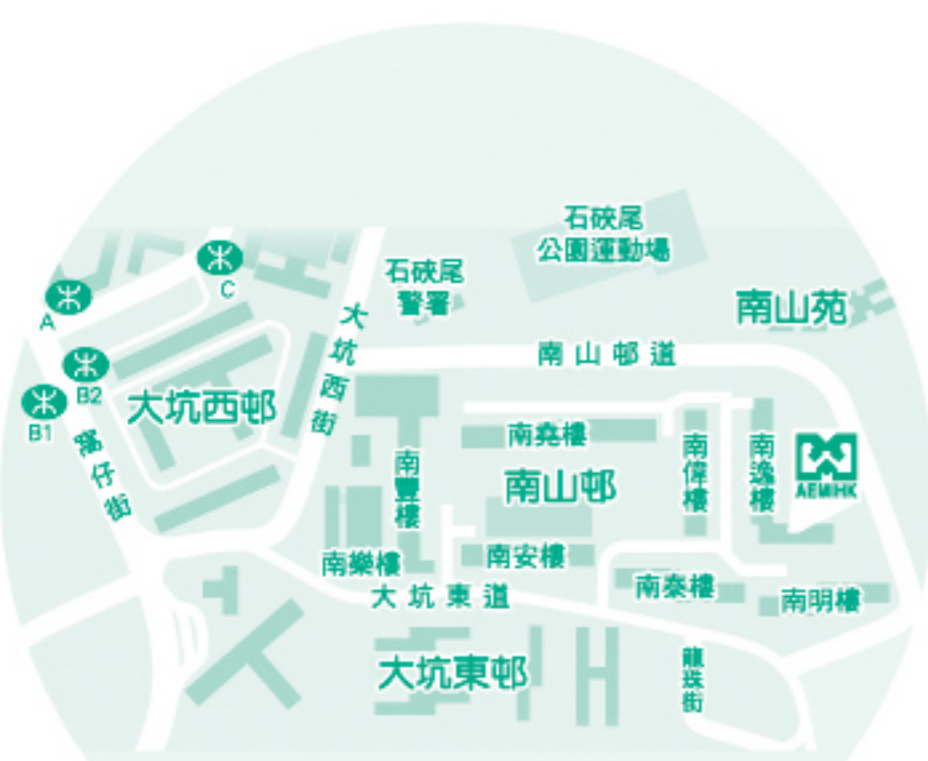 石硤尾
公園運動場
石硤尾
警署
C
A
南山苑
大坑西街
南山邨道
B2
B1
大坑西邨
窩仔街
南堯樓
南豐樓
南山邨
南偉樓
南逸樓
AEMIHK
南樂樓
南安樓
大坑東道
南泰樓
南明樓
大坑東邨
龍珠街